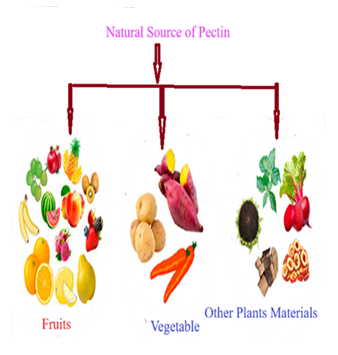 Natural Source of Pectin
Fruits
Vegetable
Other Plants Materials